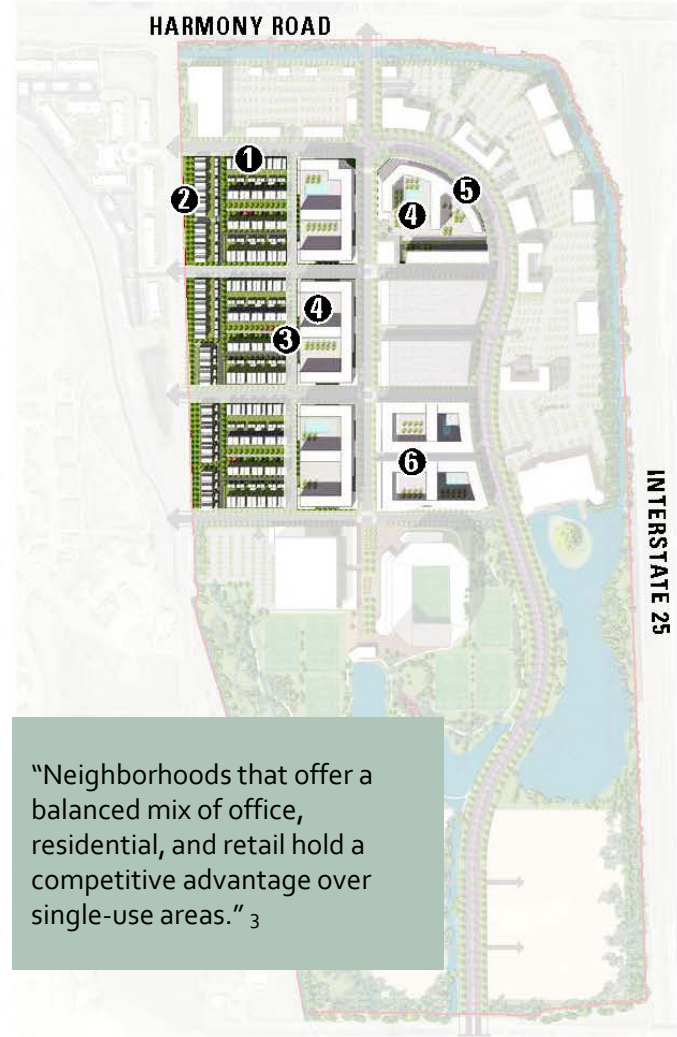 HARMONY ROAD
1
2
5
4
4
3
6
INTERSTATE 25
“Neighborhoods that offer a
balanced mix of office,
residential, and retail hold a
competitive advantage over
single-use areas.” 3